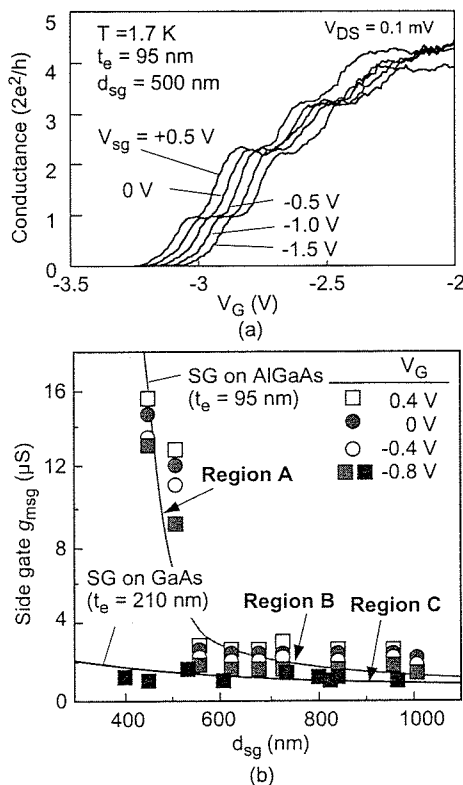 T =1.7 K
V_DS = 0.1 mV
t_e = 95 nm
d_sg = 500 nm
V_sg = +0.5 V
0 V
-0.5 V
-1.0 V
-1.5 V
Conductance (2e²/h)
4
3
2
1
0
-3.5
-3
-2.5
-2
V_G (V)
(a)
SG on AlGaAs
(t_e = 95 nm)
V_G
0.4 V
0 V
-0.4 V
-0.8 V
Region A
SG on GaAs
(t_e = 210 nm)
Region B
Region C
Side gate g_msg (µS)
16
12
8
4
2
0
400
600
800
1000
d_sg (nm)
(b)